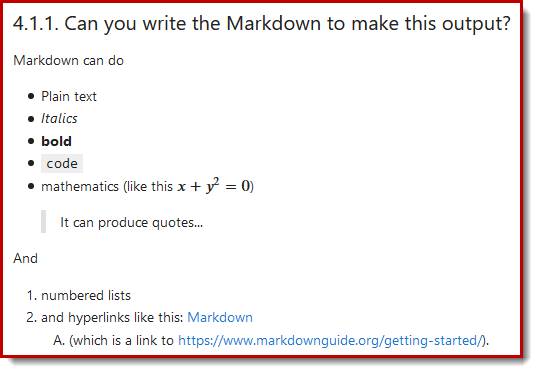 4.1.1. Can you write the Markdown to make this output?
Markdown can do
• Plain text
• Italics
• bold
• code
• mathematics (like this x + y² = 0)
It can produce quotes...
And
1. numbered lists
2. and hyperlinks like this: Markdown
A. (which is a link to https://www.markdownguide.org/getting-started/).